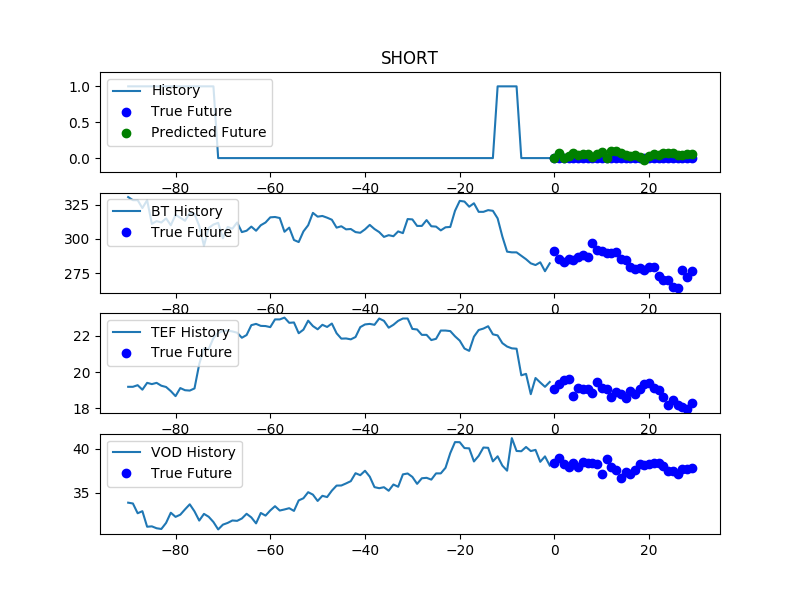 SHORT
1.0
0.5
0.0
History
True Future
Predicted Future
−80 −60 −40 −20 0 20
325
300
275
BT History
True Future
−80 −60 −40 −20 0 20
22
20
18
TEF History
True Future
−80 −60 −40 −20 0 20
40
35
VOD History
True Future
−80 −60 −40 −20 0 20